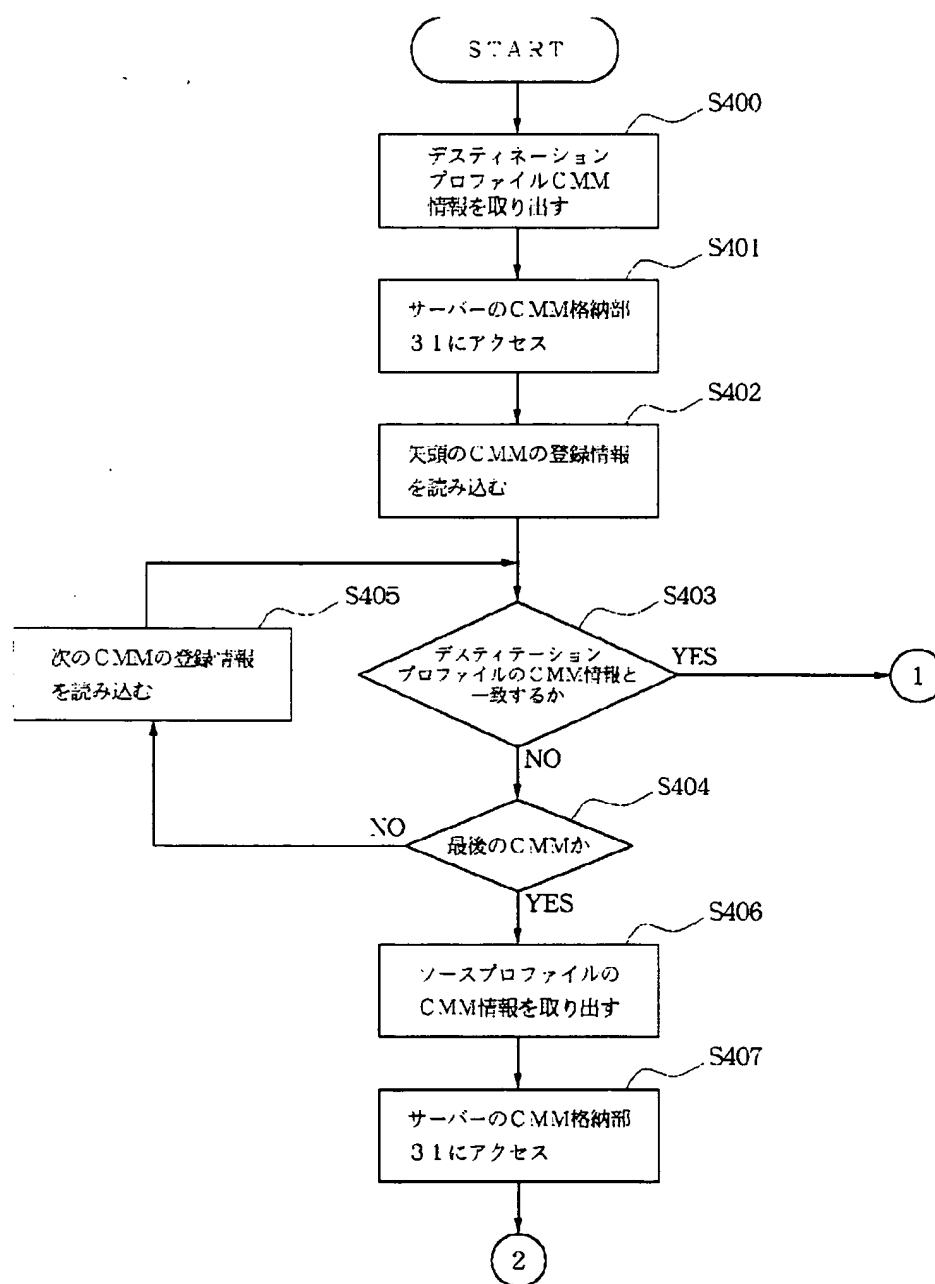 START
S400
デスティネーション
プロファイルCMM
情報を取り出す
S401
サーバーのCMM格納部
31にアクセス
S402
矢頭のCMMの登録情報
を読み込む
S405
次のCMMの登録情報
を読み込む
S403
デスティテーション
プロファイルのCMM情報と
一致するか
YES
1
NO
S404
最後のCMMか
NO
YES
S406
ソースプロファイルの
CMM情報を取り出す
S407
サーバーのCMM格納部
31にアクセス
2